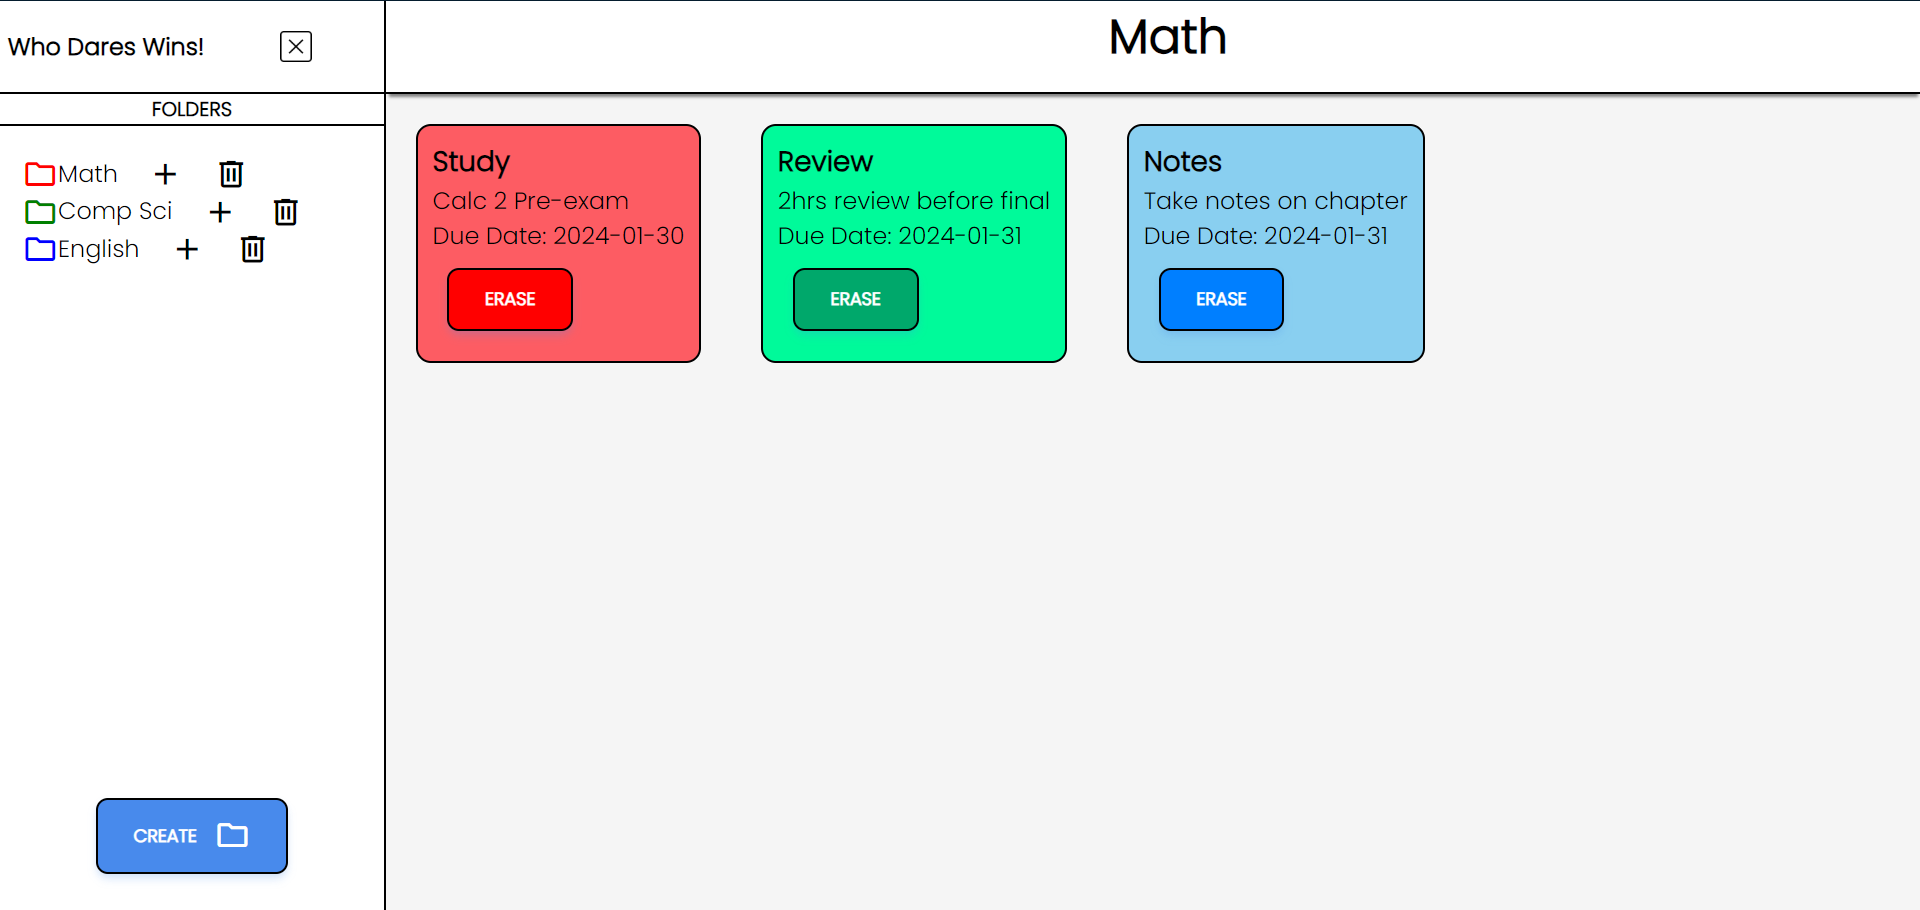 Who Dares Wins!
FOLDERS
Math
Comp Sci
English
CREATE
Math
Study
Calc 2 Pre-exam
Due Date: 2024-01-30
ERASE
Review
2hrs review before final
Due Date: 2024-01-31
ERASE
Notes
Take notes on chapter
Due Date: 2024-01-31
ERASE